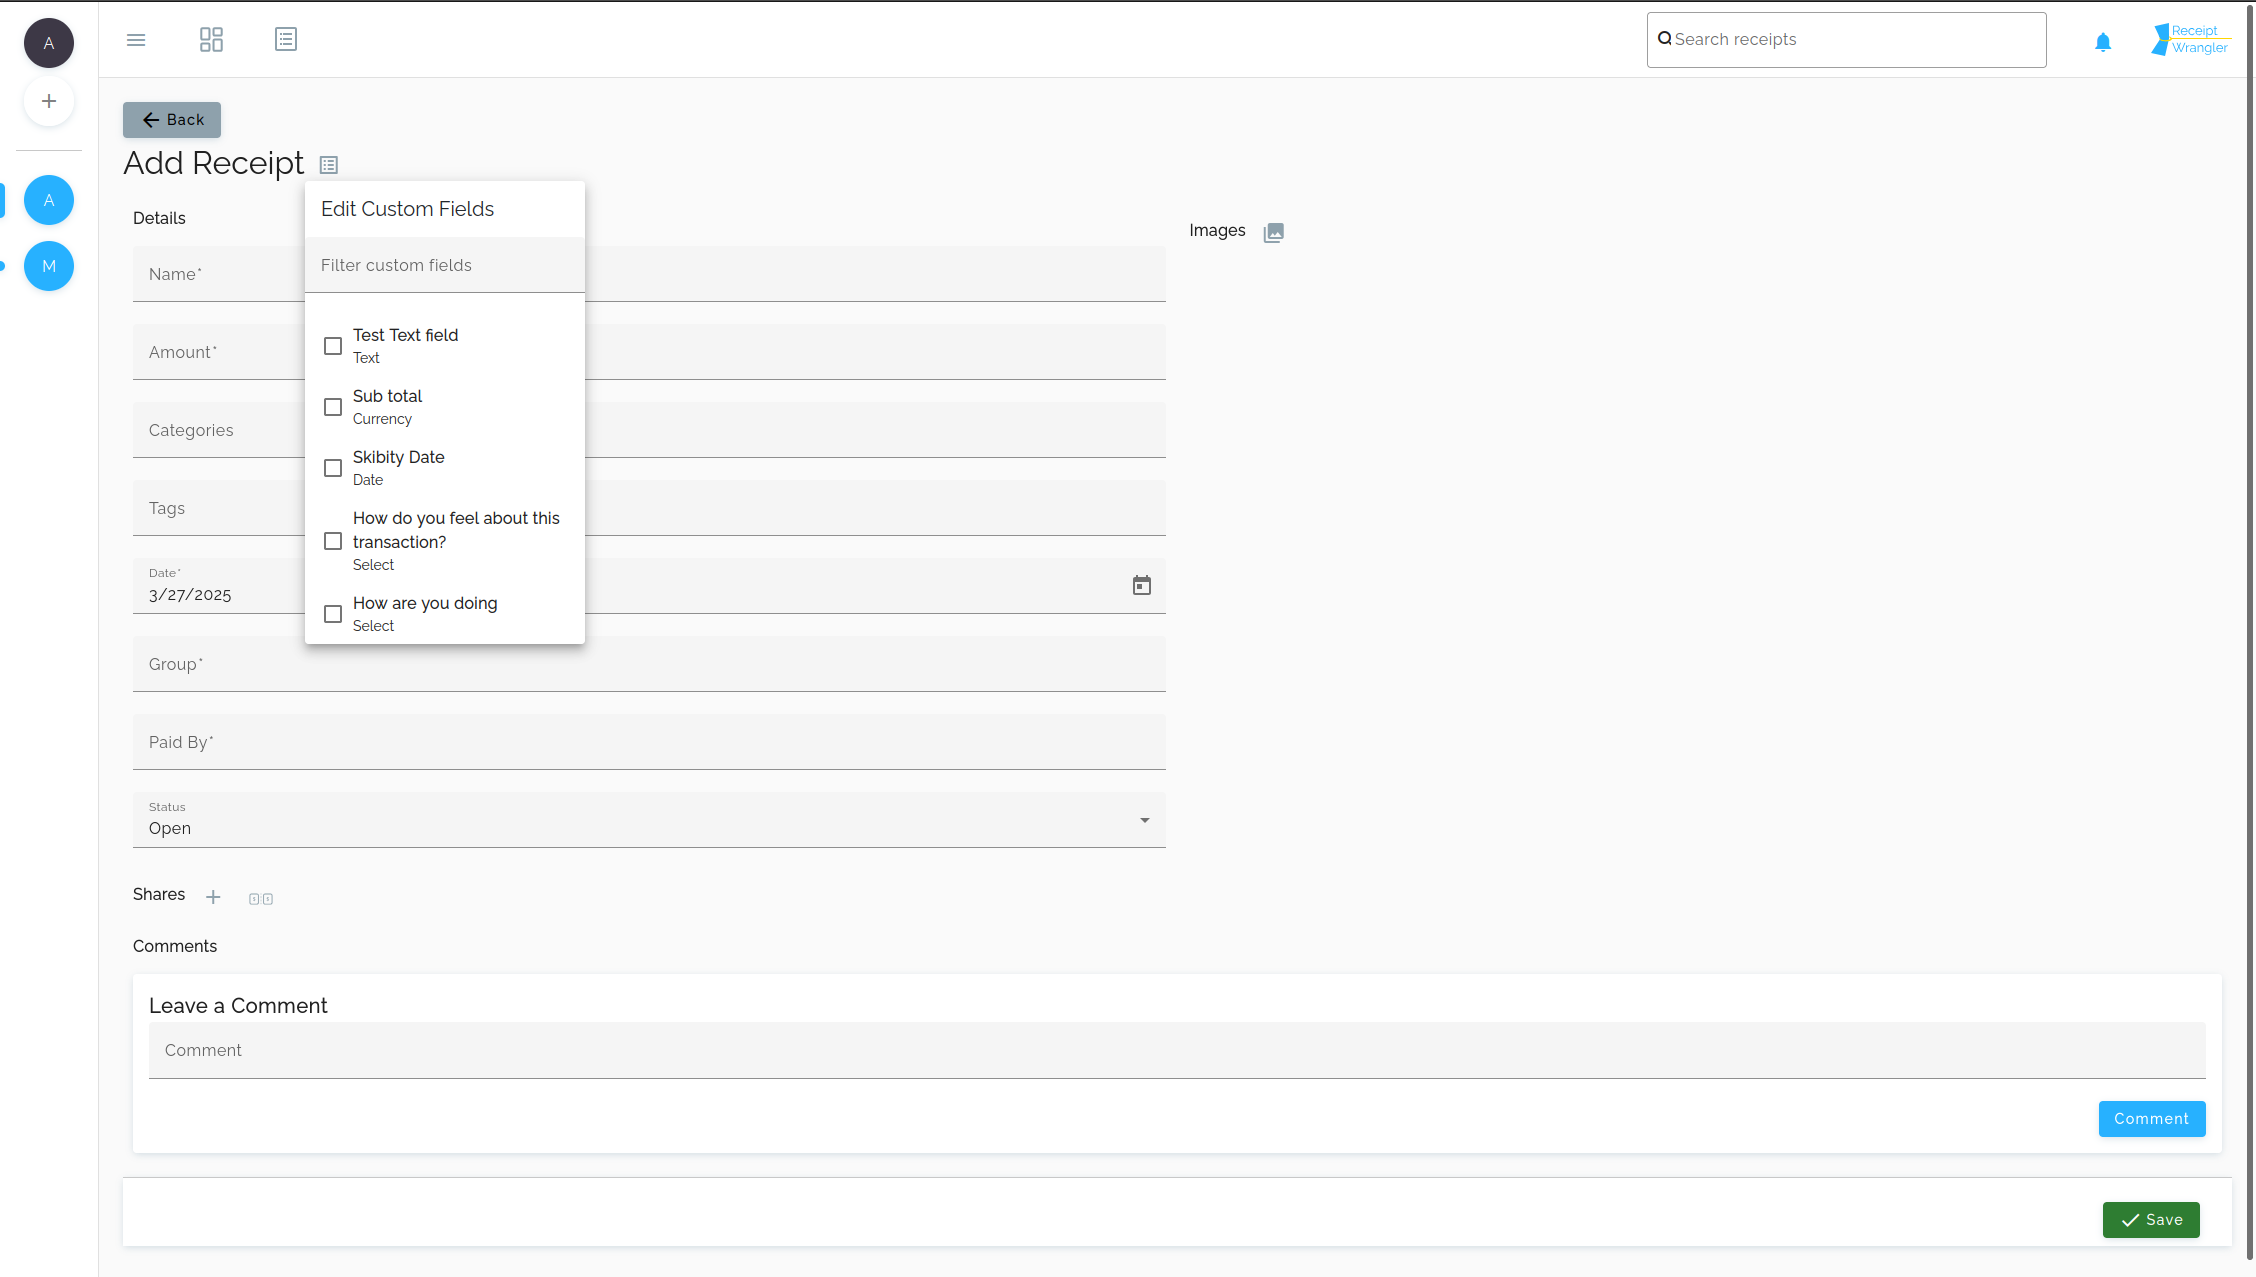 A
Search receipts
Receipt
Wrangler
+
Back
Add Receipt
A
M
Edit Custom Fields
Filter custom fields
Test Text field
Text
Sub total
Currency
Skibity Date
Date
How do you feel about this
transaction?
Select
How are you doing
Select
Details
Name*
Amount*
Categories
Tags
Date*
3/27/2025
Group*
Paid By*
Status
Open
Images
Shares
Comments
Leave a Comment
Comment
Comment
Save